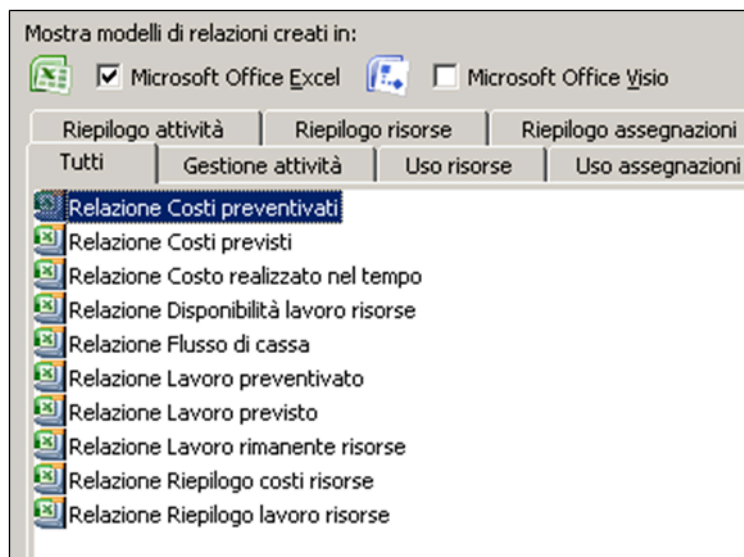 Mostra modelli di relazioni creati in:
Microsoft Office Excel Microsoft Office Visio
Riepilogo attività Riepilogo risorse Riepilogo assegnazioni
Tutti Gestione attività Uso risorse Uso assegnazioni
Relazione Costi preventivati
Relazione Costi previsti
Relazione Costo realizzato nel tempo
Relazione Disponibilità lavoro risorse
Relazione Flusso di cassa
Relazione Lavoro preventivato
Relazione Lavoro previsto
Relazione Lavoro rimanente risorse
Relazione Riepilogo costi risorse
Relazione Riepilogo lavoro risorse